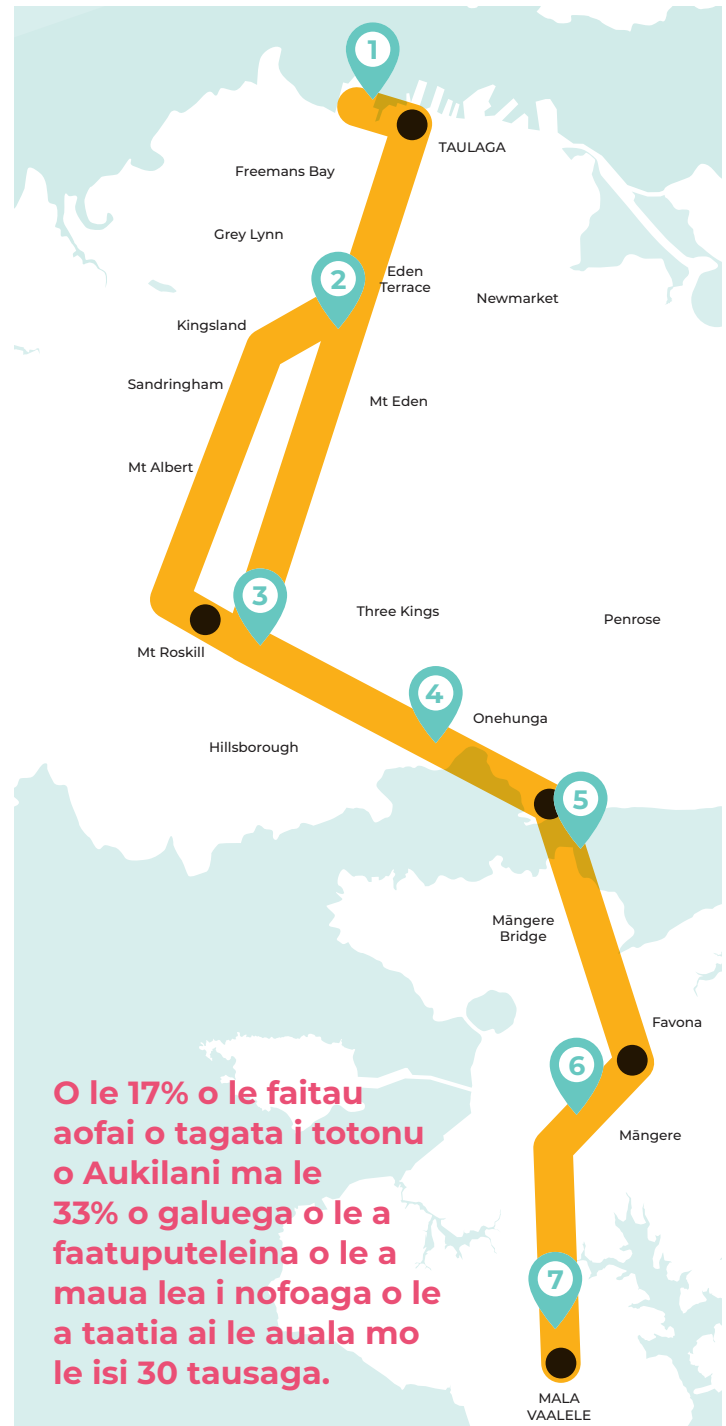 1
TAULAGA
Freemans Bay
Grey Lynn
2
Eden
Terrace
Newmarket
Kingsland
Sandringham
Mt Eden
Mt Albert
3
Three Kings
Penrose
Mt Roskill
4
Onehunga
Hillsborough
5
Māngere
Bridge
Favona
6
Māngere
O le 17% o le faitau
aofai o tagata i totonu
o Aukilani ma le
33% o galuega o le a
faatuputeleina o le a
maua lea i nofoaga o le
a taatia ai le auala mo
le isi 30 tausaga.
7
MALA
VAALELE